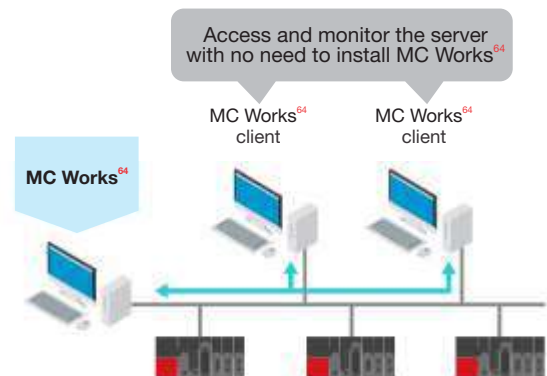 Access and monitor the server
with no need to install MC Works⁶⁴
MC Works⁶⁴
client
MC Works⁶⁴
client
MC Works⁶⁴